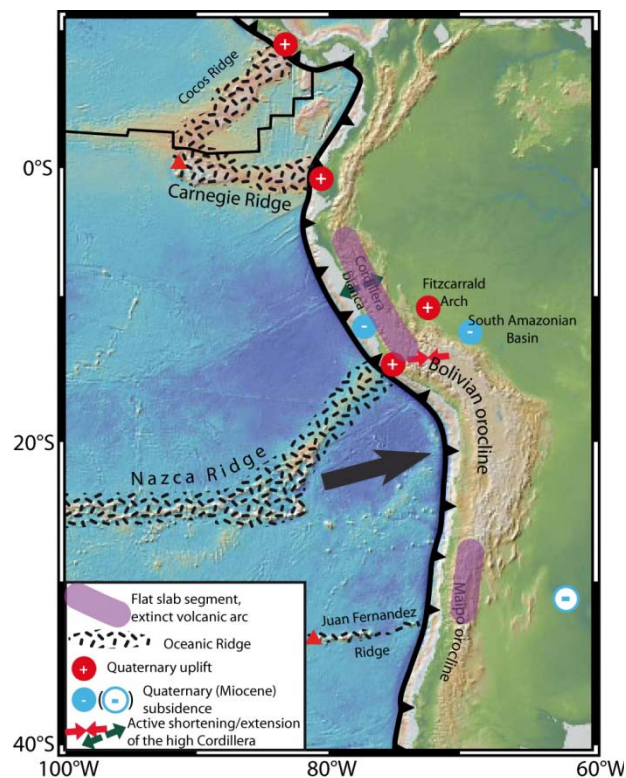 Cocos Ridge
0°S
Carnegie Ridge
Cordillera
blanca
Fitzcarrald
Arch
South Amazonian
Basin
Bolivian orocline
20°S
Nazca Ridge
Maipo orocline
Flat slab segment,
extinct volcanic arc
Oceanic Ridge
Quaternary uplift
Quaternary (Miocene)
subsidence
Active shortening/extension
of the high Cordillera
Juan Fernandez
Ridge
40°S
100°W
80°W
60°W